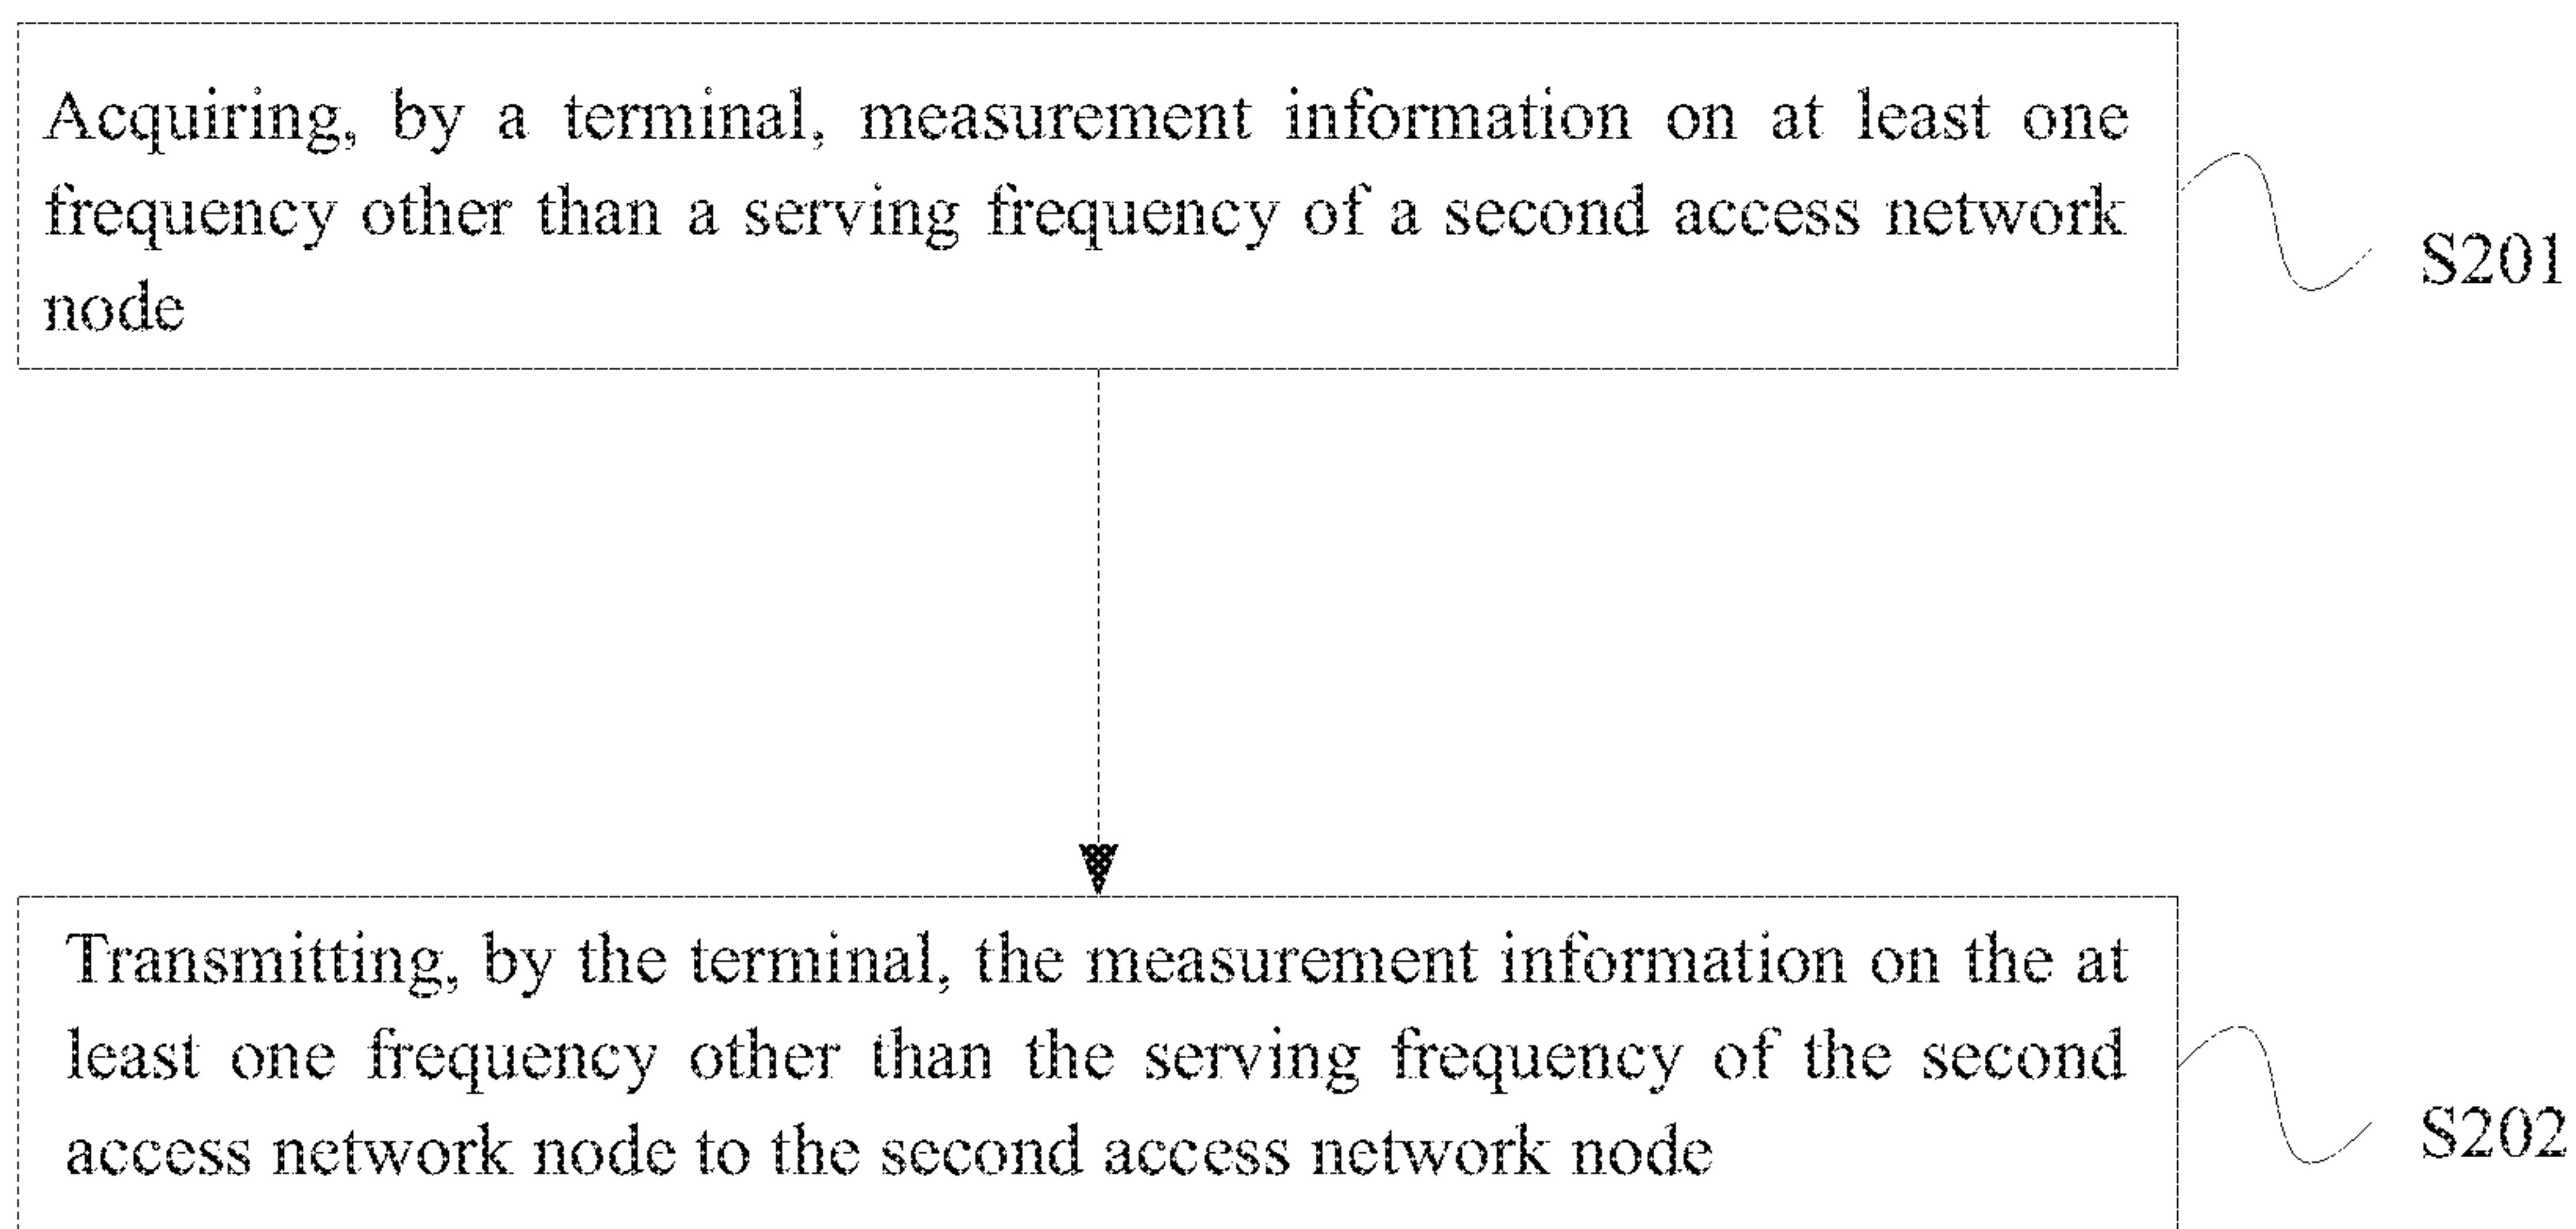 Acquiring, by a terminal, measurement information on at least one
frequency other than a serving frequency of a second access network
node
S201
Transmitting, by the terminal, the measurement information on the at
least one frequency other than the serving frequency of the second
access network node to the second access network node
S202